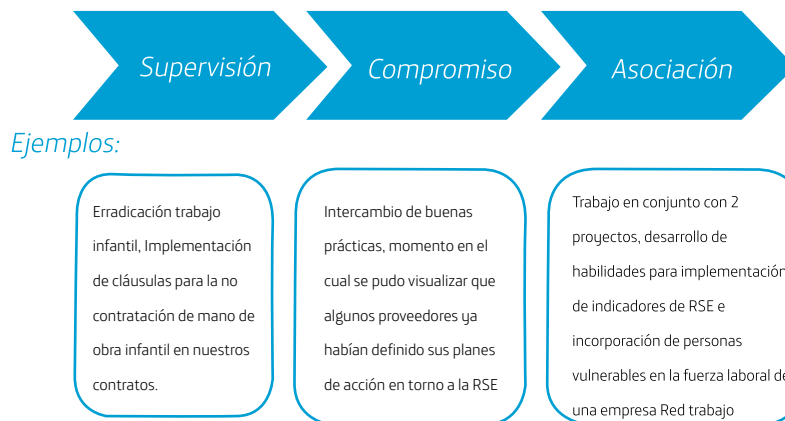 Supervisión
Compromiso
Asociación
Ejemplos:
Erradicación trabajo
infantil, Implementación
de cláusulas para la no
contratación de mano de
obra infantil en nuestros
contratos.
Intercambio de buenas
prácticas, momento en el
cual se pudo visualizar que
algunos proveedores ya
habían definido sus planes
de acción en torno a la RSE
Trabajo en conjunto con 2
proyectos, desarrollo de
habilidades para implementación
de indicadores de RSE e
incorporación de personas
vulnerables en la fuerza laboral de
una empresa Red trabajo